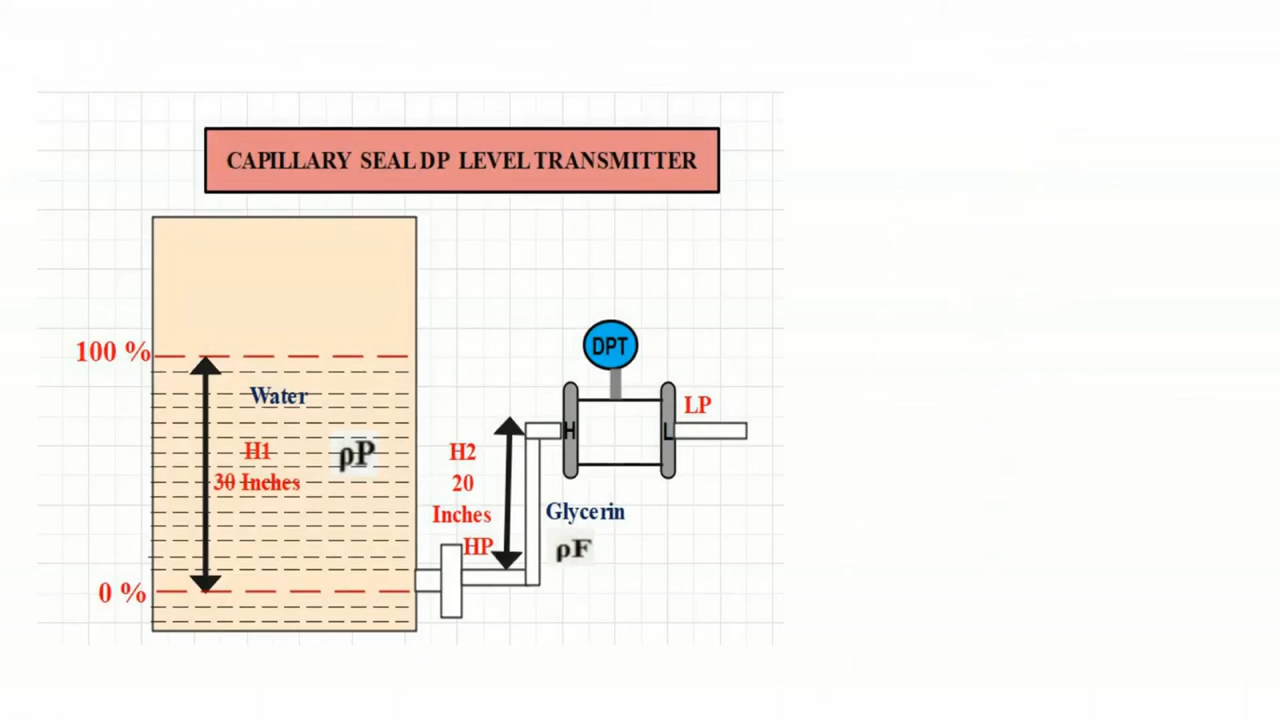 CAPILLARY SEAL DP LEVEL TRANSMITTER
100 %
Water
H1
30 Inches
ρP
0 %
H2
20
Inches
HP
Glycerin
ρF
DPT
H
L
LP